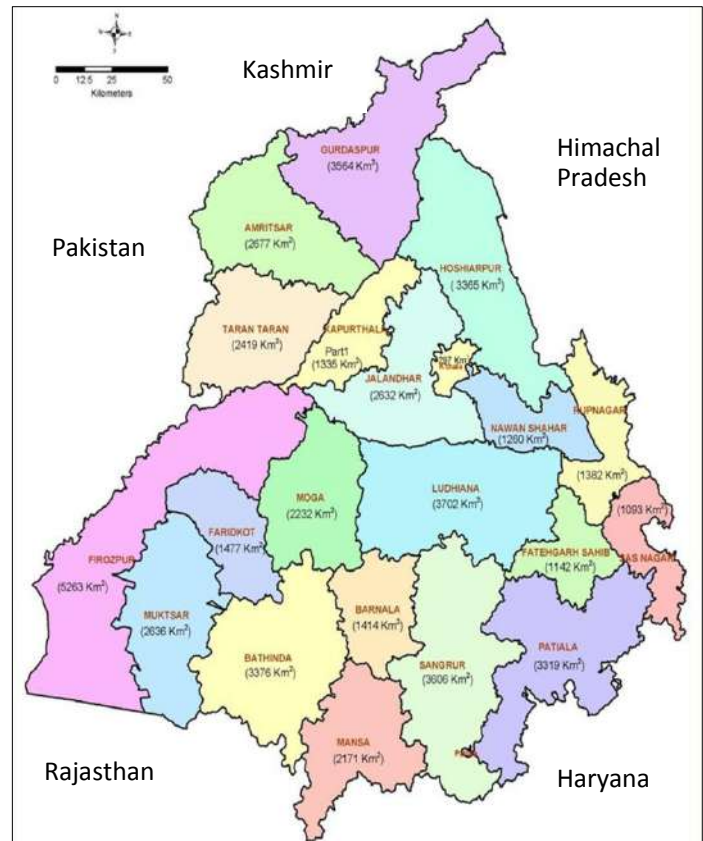 N
0 12.5 25 50
Kilometers
Kashmir
Himachal
Pradesh
Pakistan
GURDASPUR
(3564 Km²)
AMRITSAR
(2677 Km²)
HOSHIARPUR
( 3365 Km²)
TARAN TARAN
(2419 Km²)
KAPURTHALA
Part1
(1335 Km²)
JALANDHAR
(2632 Km²)
NAWAN SHAHAR
(1260 Km²)
RUPNAGAR
(1382 Km²)
(1093 Km²)
SAS NAGAR
MOGA
(2232 Km²)
LUDHIANA
(3702 Km²)
FATEHGARH SAHIB
(1142 Km²)
FARIDKOT
(1477 Km²)
FIROZPUR
(5263 Km²)
MUKTSAR
(2636 Km²)
BATHINDA
(3376 Km²)
BARNALA
(1414 Km²)
SANGRUR
(3606 Km²)
PATIALA
(3319 Km²)
MANSA
(2171 Km²)
Rajasthan
Haryana